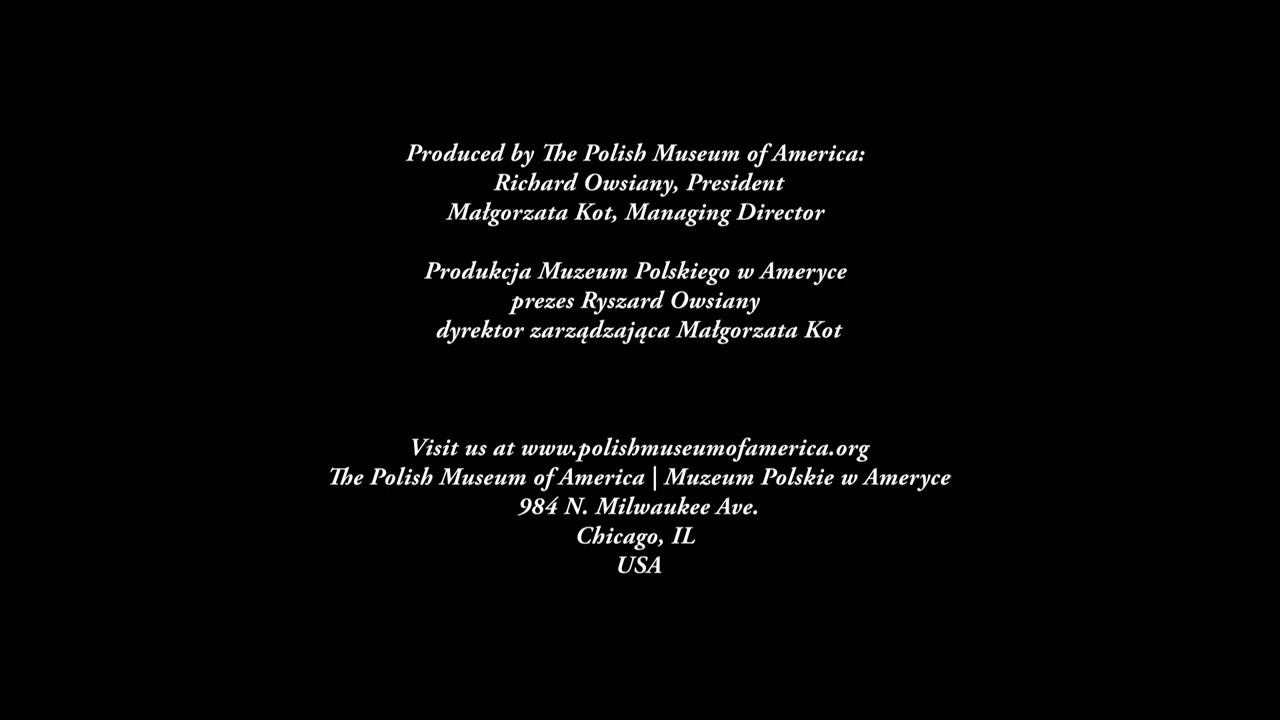 Produced by The Polish Museum of America:
Richard Owsiany, President
Małgorzata Kot, Managing Director
Produkcja Muzeum Polskiego w Ameryce
prezes Ryszard Owsiany
dyrektor zarządzająca Małgorzata Kot
Visit us at www.polishmuseumofamerica.org
The Polish Museum of America | Muzeum Polskie w Ameryce
984 N. Milwaukee Ave.
Chicago, IL
USA